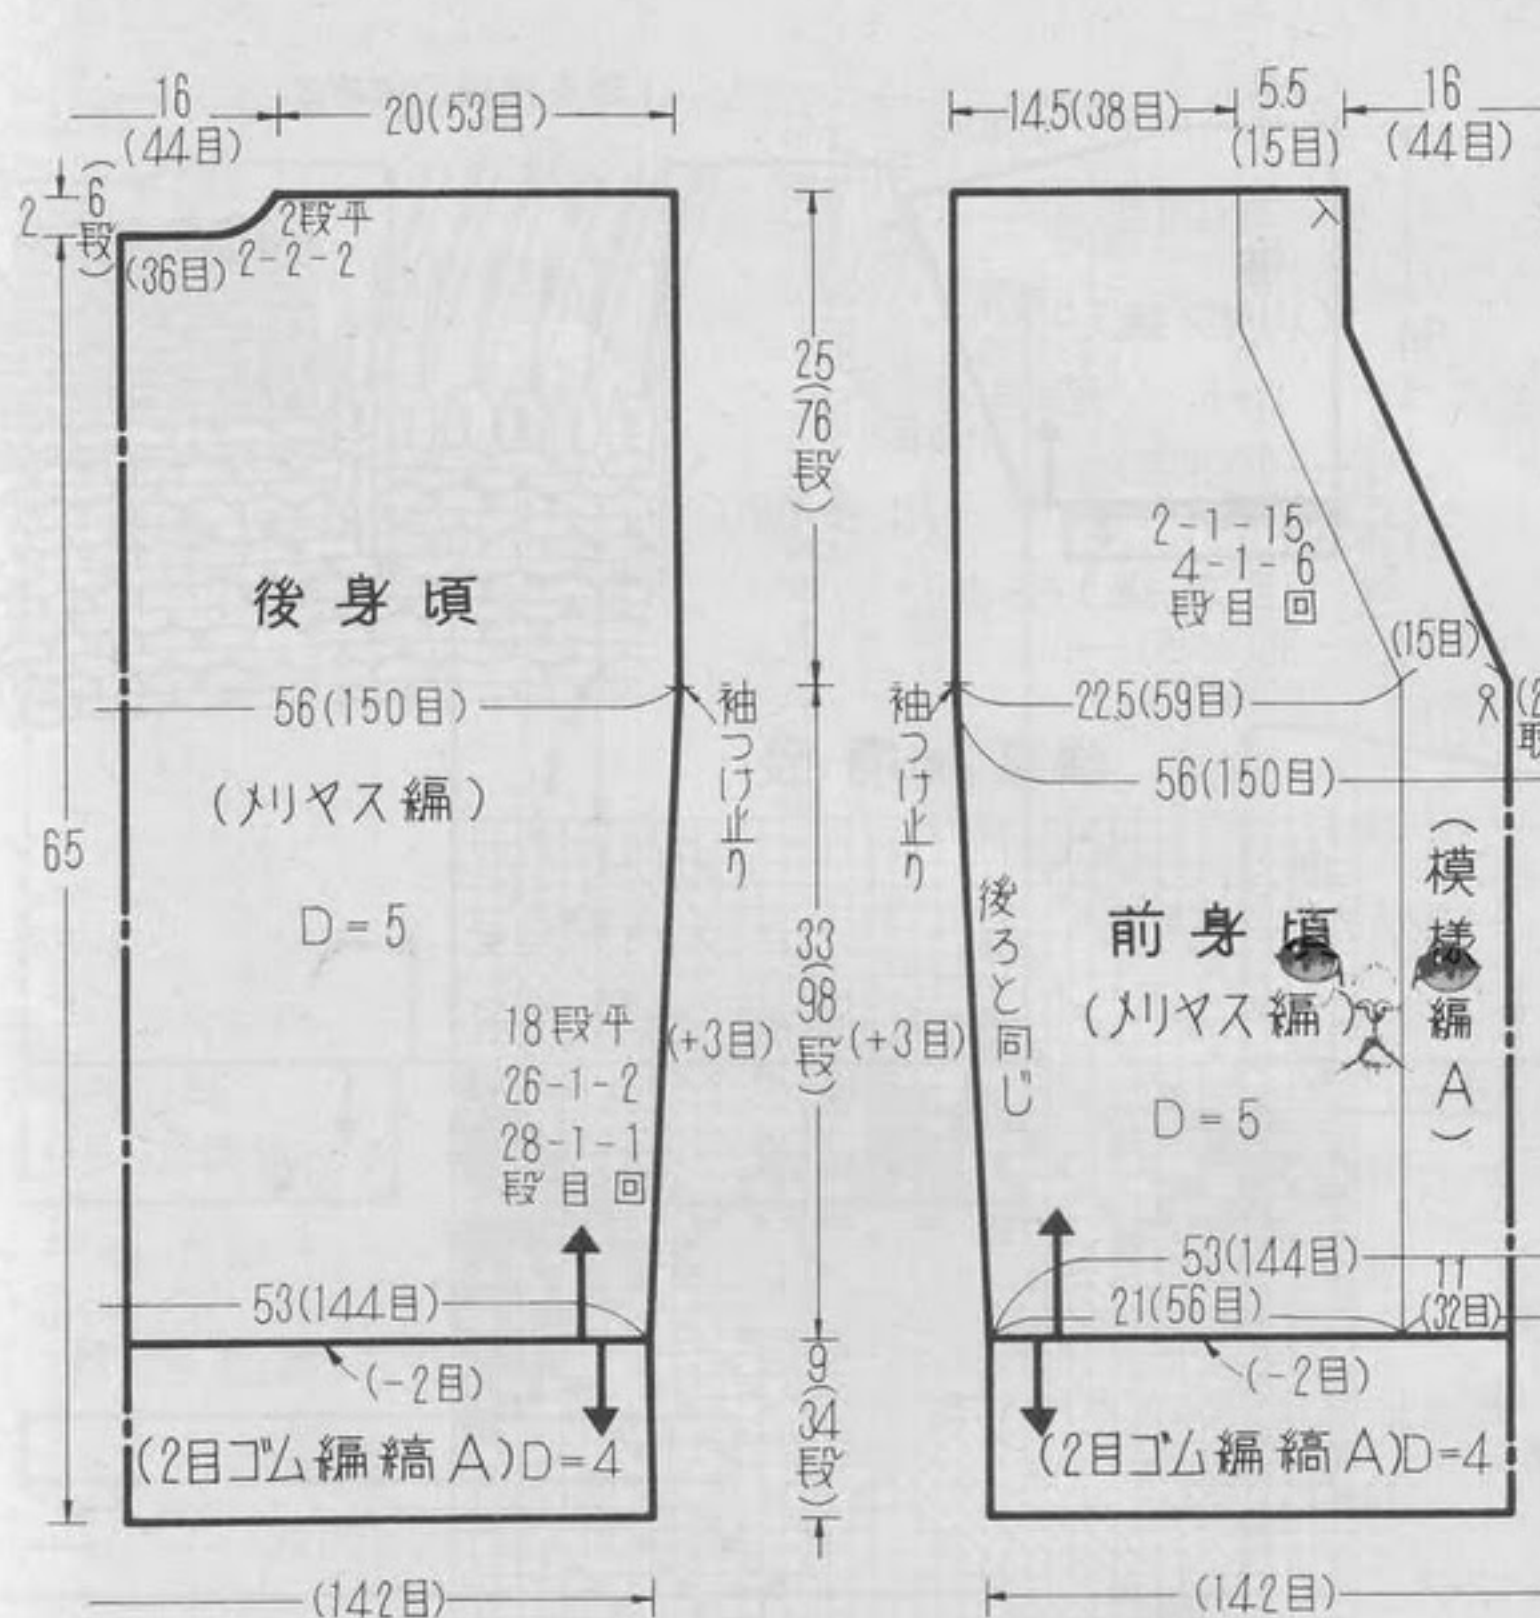 16
(44目)
20(53目)
2
(6段)
(36目)
2段平
2-2-2
後身頃
56(150目)
(メリヤス編)
65
D=5
袖つけ止り
18段平
26-1-2
28-1-1
段目回
(+3目)
53(144目)
(-2目)
(2目ゴム編縞A)D=4
(142目)
25(76段)
33(98段)
9(34段)
14.5(38目)
5.5
(15目)
16
(44目)
2-1-15
4-1-6
段目回
(15目)
袖つけ止り
22.5(59目)
(2
56(150目)
(模様編A)
後ろと同じ
前身頃
(メリヤス編)
(+3目)
D=5
53(144目)
21(56目)
11
(32目)
(-2目)
(2目ゴム編縞A)D=4
(142目)